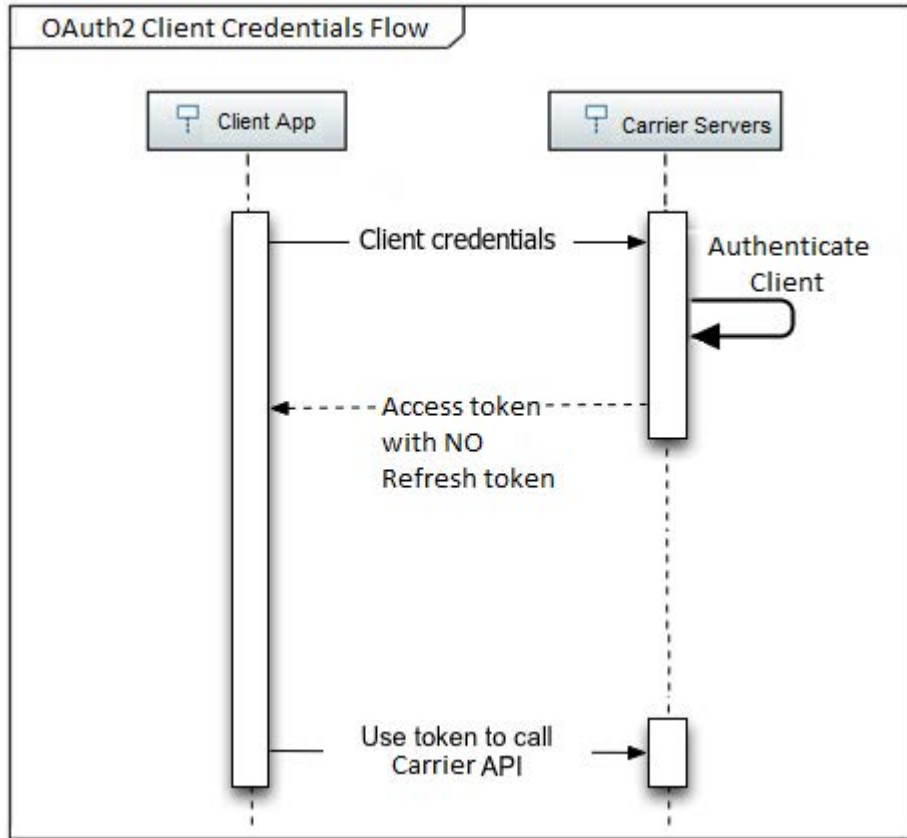 OAuth2 Client Credentials Flow
Client App
Carrier Servers
Client credentials
Authenticate
Client
Access token
with NO
Refresh token
Use token to call
Carrier API